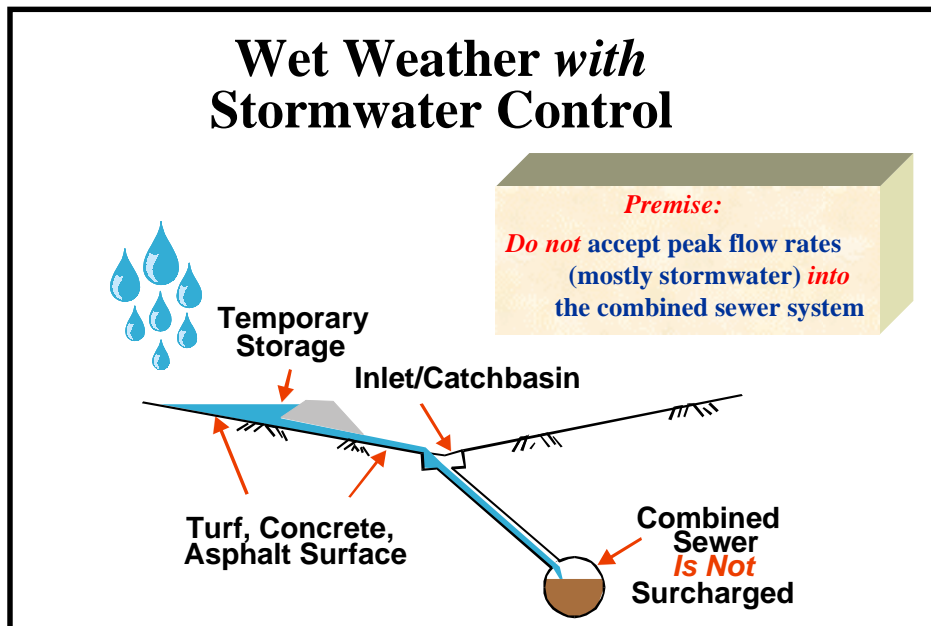 Wet Weather with
Stormwater Control
Premise:
Do not accept peak flow rates
(mostly stormwater) into
the combined sewer system
Temporary
Storage
Inlet/Catchbasin
Turf, Concrete,
Asphalt Surface
Combined
Sewer
Is Not
Surcharged